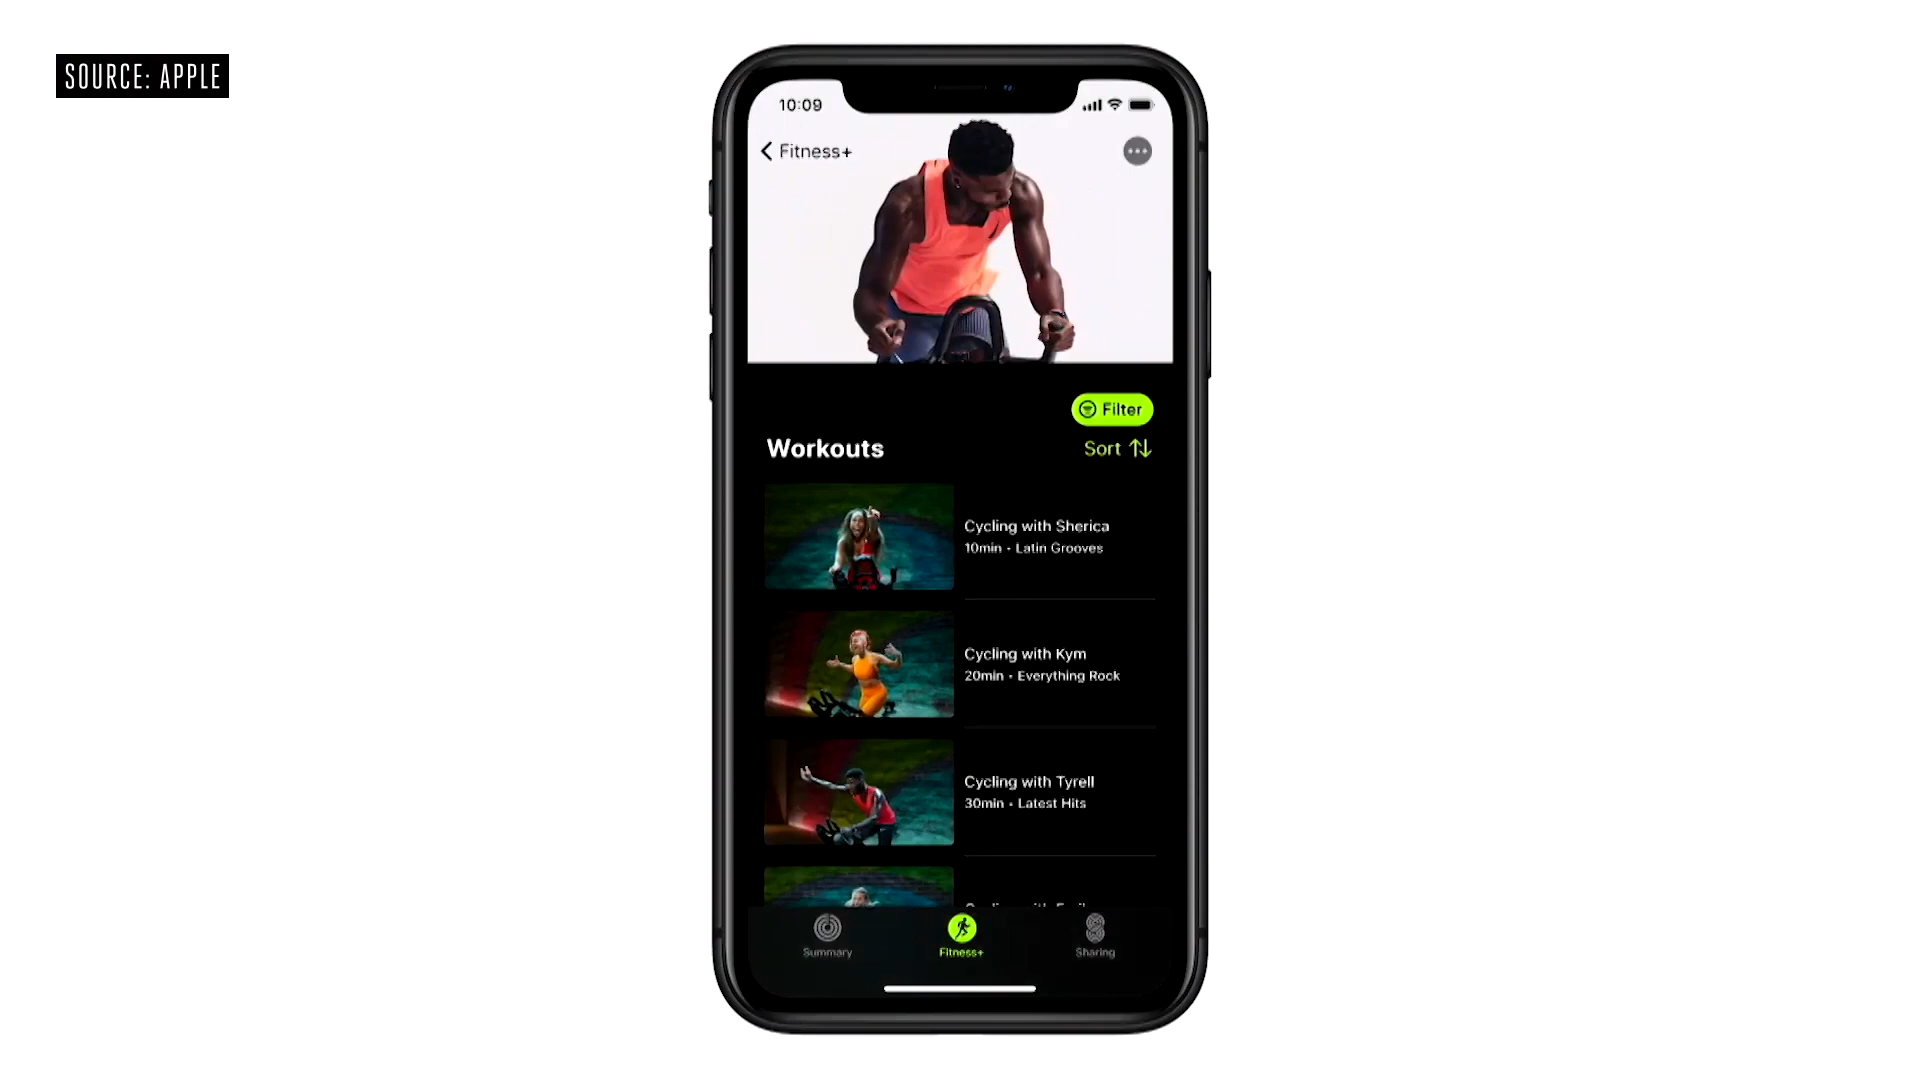 SOURCE: APPLE
10:09
Fitness+
Filter
Workouts
Sort
Cycling with Sherica
10min • Latin Grooves
Cycling with Kym
20min • Everything Rock
Cycling with Tyrell
30min • Latest Hits
Summary
Fitness+
Sharing